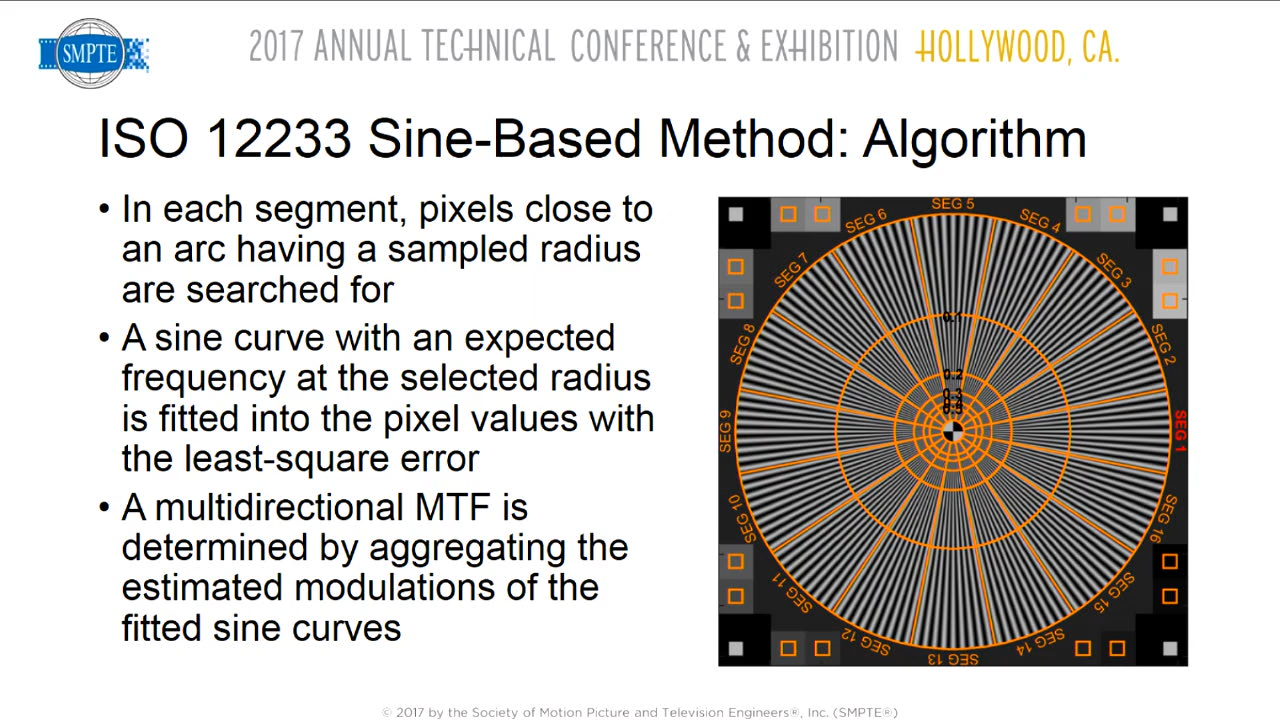 SMPTE
2017 ANNUAL TECHNICAL CONFERENCE & EXHIBITION HOLLYWOOD, CA.
ISO 12233 Sine-Based Method: Algorithm
• In each segment, pixels close to
an arc having a sampled radius
are searched for
• A sine curve with an expected
frequency at the selected radius
is fitted into the pixel values with
the least-square error
• A multidirectional MTF is
determined by aggregating the
estimated modulations of the
fitted sine curves
SEG 5
SEG 6
SEG 4
SEG 7
SEG 3
SEG 8
SEG 2
SEG 9
SEG 1
SEG 10
SEG 16
SEG 11
SEG 15
SEG 12
SEG 14
SEG 13
0.1
0.2
© 2017 by the Society of Motion Picture and Television Engineers®, Inc. (SMPTE®)